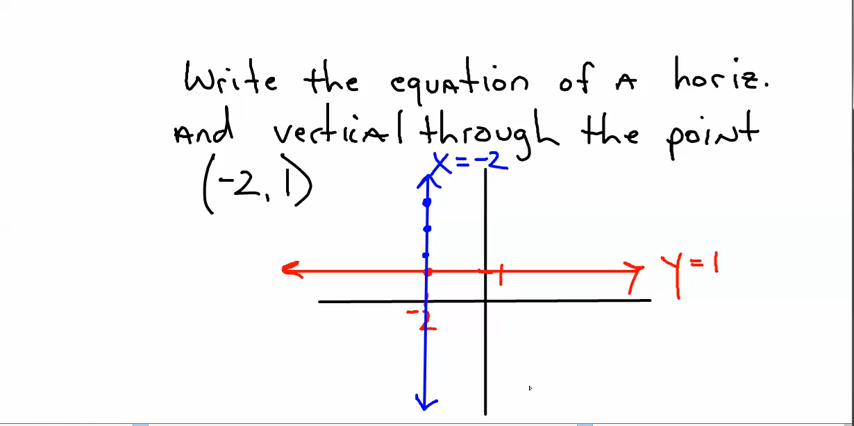 Write the equation of A horiz.
And vertical through the point
(-2, 1)
x = -2
y = 1
1
-2